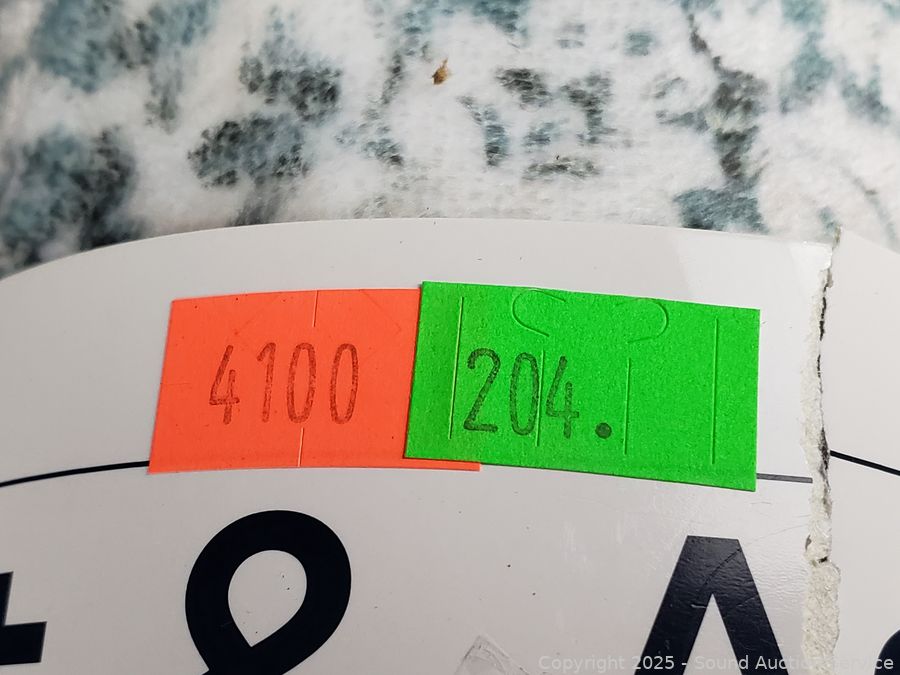 4100 204.
& A
Copyright 2025 - Sound Auction Service